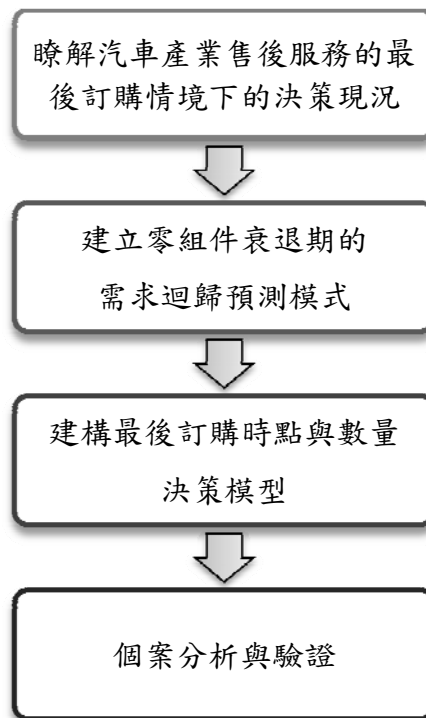 瞭解汽車產業售後服務的最
後訂購情境下的決策現況
建立零組件衰退期的
需求迴歸預測模式
建構最後訂購時點與數量
決策模型
個案分析與驗證